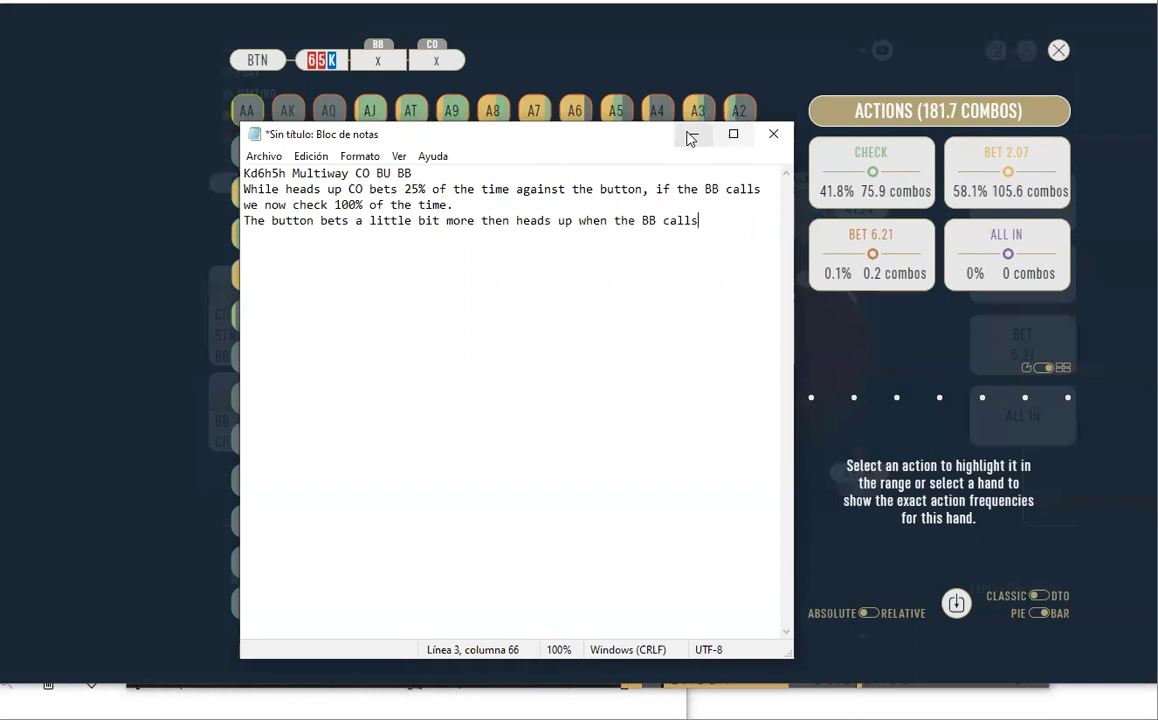 BB CO
BTN 65K X X
AA AK AQ AJ AT A9 A8 A7 A6 A5 A4 A3 A2
ACTIONS (181.7 COMBOS)
*Sin título: Bloc de notas
Archivo Edición Formato Ver Ayuda
Kd6h5h Multiway CO BU BB
While heads up CO bets 25% of the time against the button, if the BB calls
we now check 100% of the time.
The button bets a little bit more then heads up when the BB calls
CHECK
41.8% 75.9 combos
BET 2.07
58.1% 105.6 combos
BET 6.21
0.1% 0.2 combos
ALL IN
0% 0 combos
BET
ALL IN
Select an action to highlight it in
the range or select a hand to
show the exact action frequencies
for this hand.
CLASSIC DTO
ABSOLUTE RELATIVE
PIE BAR
Línea 3, columna 66 100% Windows (CRLF) UTF-8